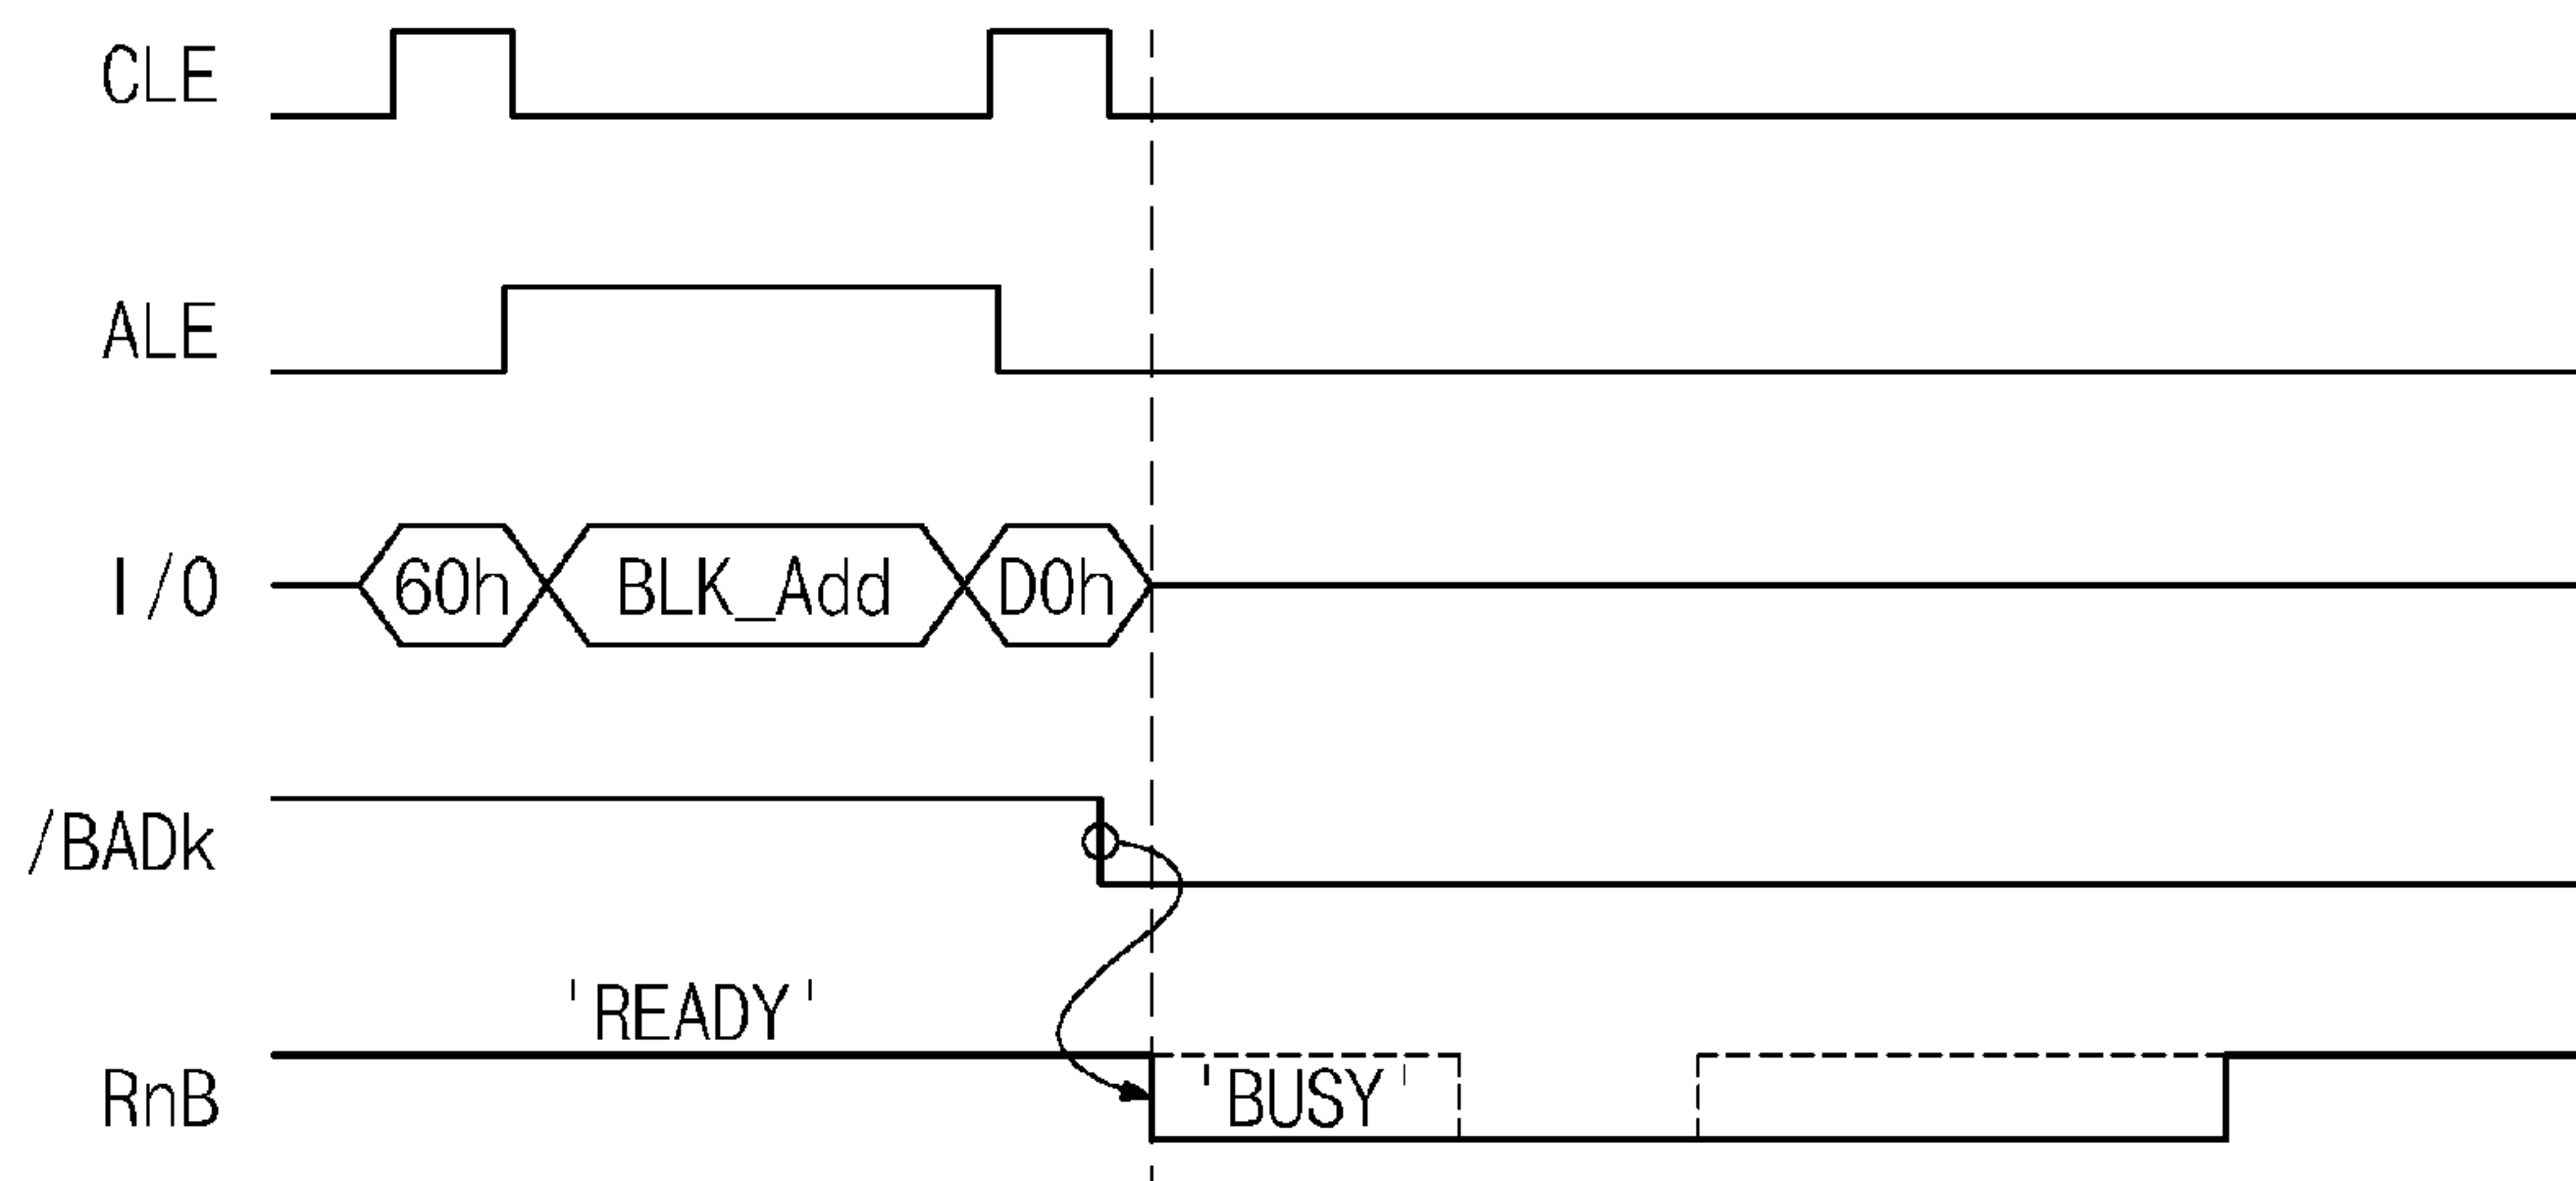 CLE
ALE
I/O 60h BLK_Add D0h
/BADk
'READY'
RnB 'BUSY'